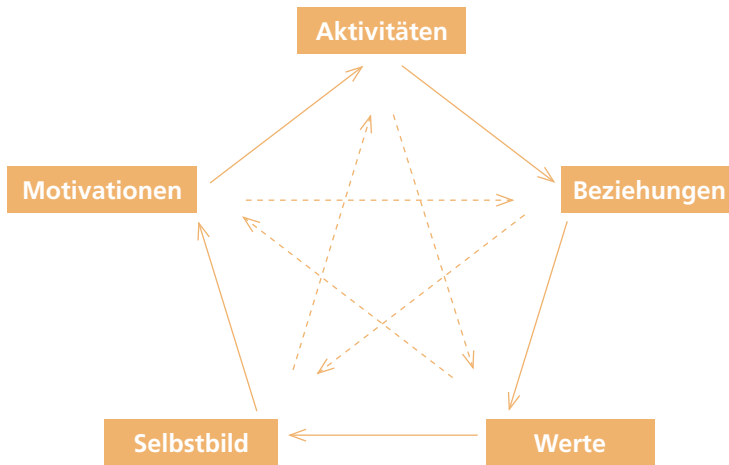 Aktivitäten
Motivationen
Beziehungen
Selbstbild
Werte